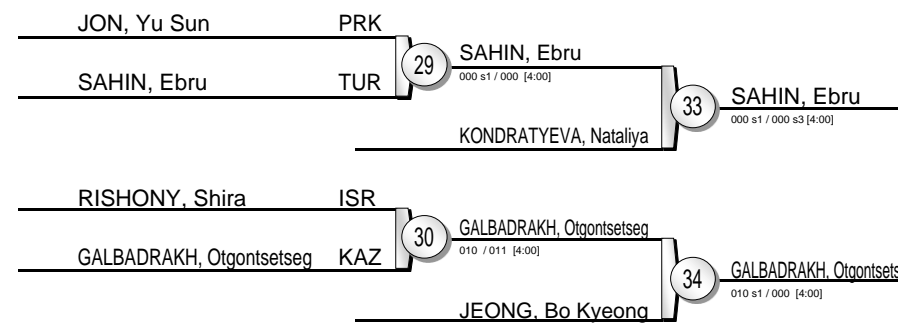 JON, Yu Sun PRK
SAHIN, Ebru TUR
29
SAHIN, Ebru
000 s1 / 000 [4:00]
KONDRATYEVA, Nataliya
33
SAHIN, Ebru
000 s1 / 000 s3 [4:00]
RISHONY, Shira ISR
GALBADRAKH, Otgontsetseg KAZ
30
GALBADRAKH, Otgontsetseg
010 / 011 [4:00]
JEONG, Bo Kyeong
34
GALBADRAKH, Otgontsets
010 s1 / 000 [4:00]